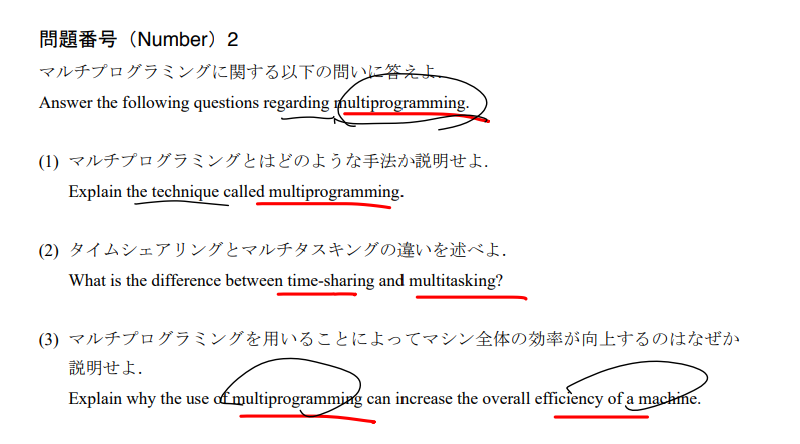 問題番号（Number）2
マルチプログラミングに関する以下の問いに答えよ．
Answer the following questions regarding multiprogramming.
(1) マルチプログラミングとはどのような手法か説明せよ．
Explain the technique called multiprogramming.
(2) タイムシェアリングとマルチタスキングの違いを述べよ．
What is the difference between time-sharing and multitasking?
(3) マルチプログラミングを用いることによってマシン全体の効率が向上するのはなぜか
説明せよ．
Explain why the use of multiprogramming can increase the overall efficiency of a machine.